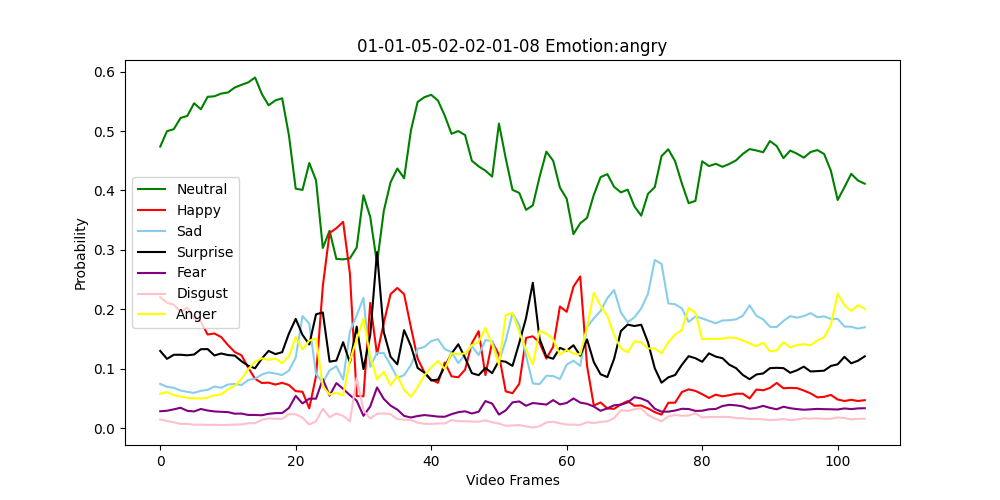 01-01-05-02-02-01-08 Emotion:angry
Probability
0.6
0.5
0.4
0.3
0.2
0.1
0.0
Neutral
Happy
Sad
Surprise
Fear
Disgust
Anger
0 20 40 60 80 100
Video Frames